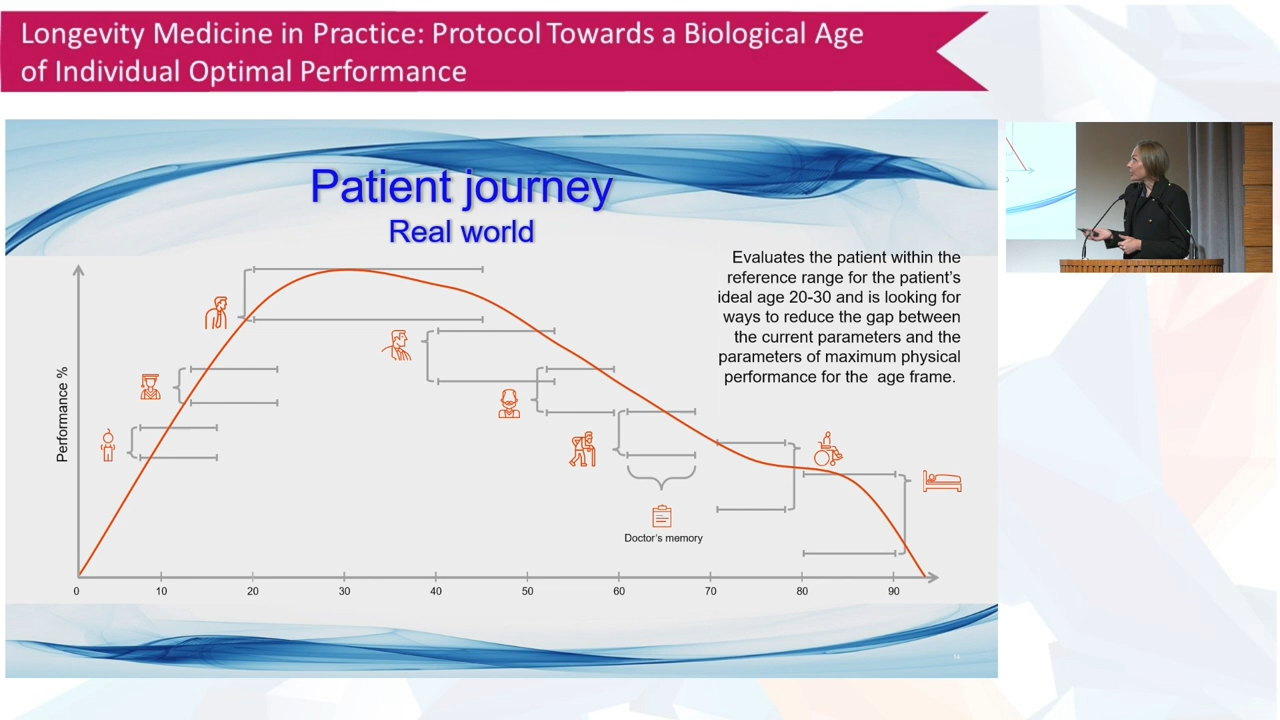 Longevity Medicine in Practice: Protocol Towards a Biological Age
of Individual Optimal Performance
Patient journey
Real world
Evaluates the patient within the
reference range for the patient’s
ideal age 20-30 and is looking for
ways to reduce the gap between
the current parameters and the
parameters of maximum physical
performance for the age frame.
Performance %
Doctor’s memory
0 10 20 30 40 50 60 70 80 90